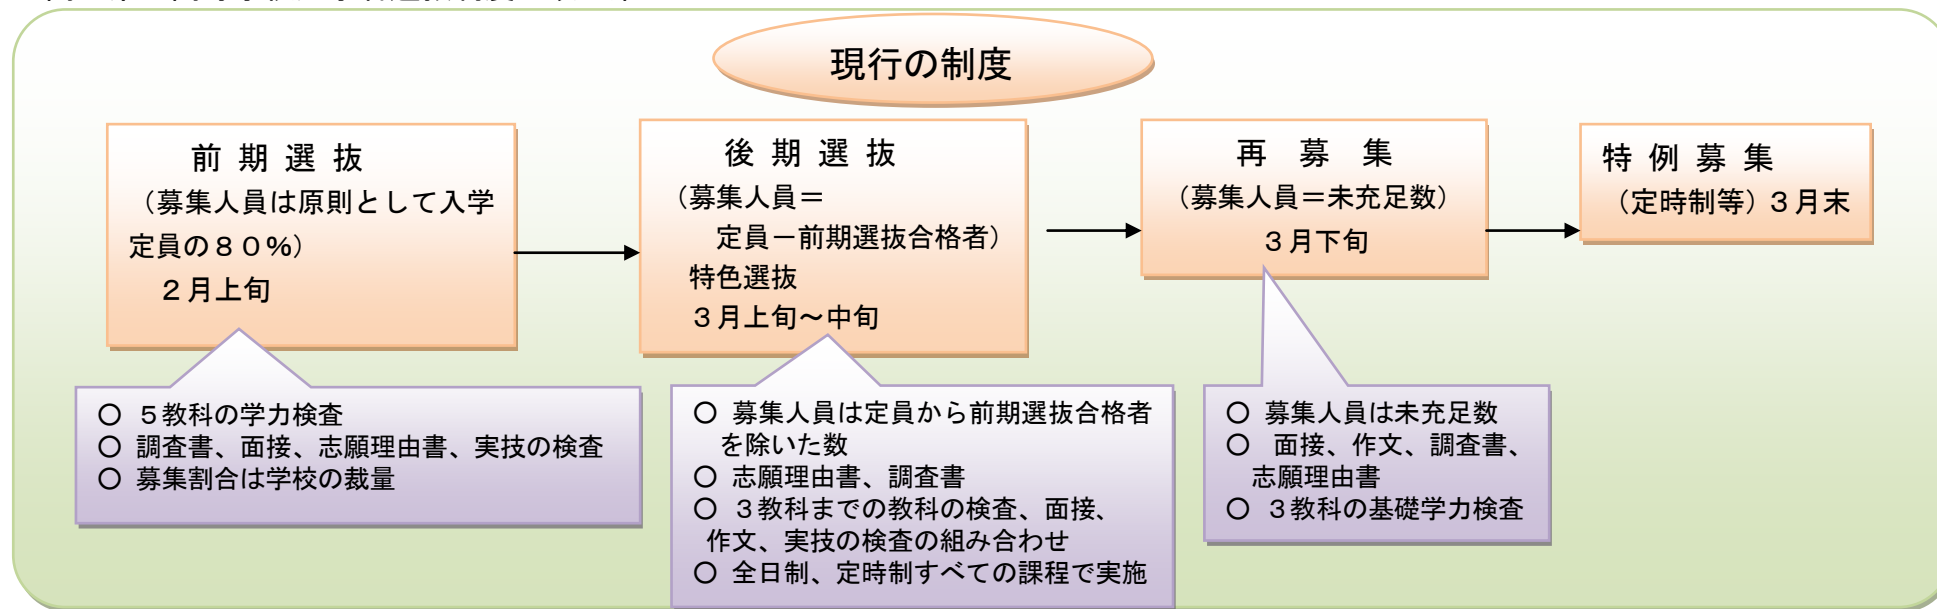 現行の制度
前期選抜
（募集人員は原則として入学
定員の８０％）
２月上旬
後期選抜
（募集人員＝
定員－前期選抜合格者）
特色選抜
３月上旬～中旬
再募集
（募集人員＝未充足数）
３月下旬
特例募集
（定時制等）３月末
○ ５教科の学力検査
○ 調査書、面接、志願理由書、実技の検査
○ 募集割合は学校の裁量
○ 募集人員は定員から前期選抜合格者
を除いた数
○ 志願理由書、調査書
○ ３教科までの教科の検査、面接、
作文、実技の検査の組み合わせ
○ 全日制、定時制すべての課程で実施
○ 募集人員は未充足数
○ 面接、作文、調査書、
志願理由書
○ ３教科の基礎学力検査